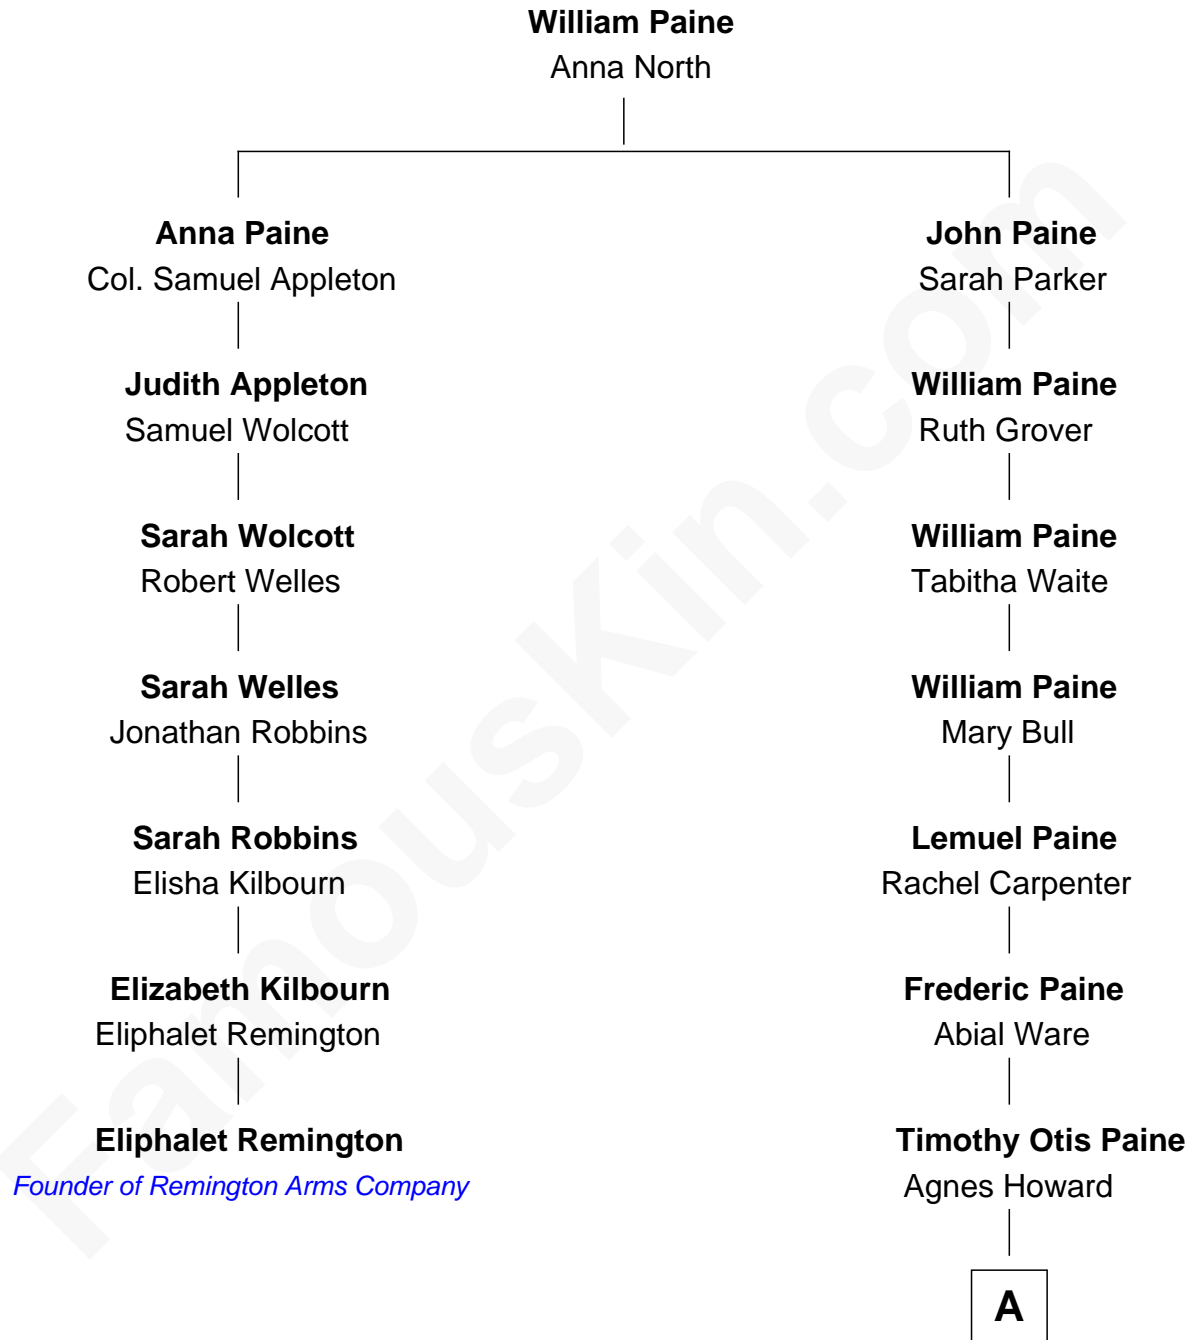 William Paine
Anna North
Anna Paine
Col. Samuel Appleton
John Paine
Sarah Parker
Judith Appleton
Samuel Wolcott
William Paine
Ruth Grover
Sarah Wolcott
Robert Welles
William Paine
Tabitha Waite
Sarah Welles
Jonathan Robbins
William Paine
Mary Bull
Sarah Robbins
Elisha Kilbourn
Lemuel Paine
Rachel Carpenter
Elizabeth Kilbourn
Eliphalet Remington
Frederic Paine
Abial Ware
Eliphalet Remington
Founder of Remington Arms Company
Timothy Otis Paine
Agnes Howard
A
FamousKin.com